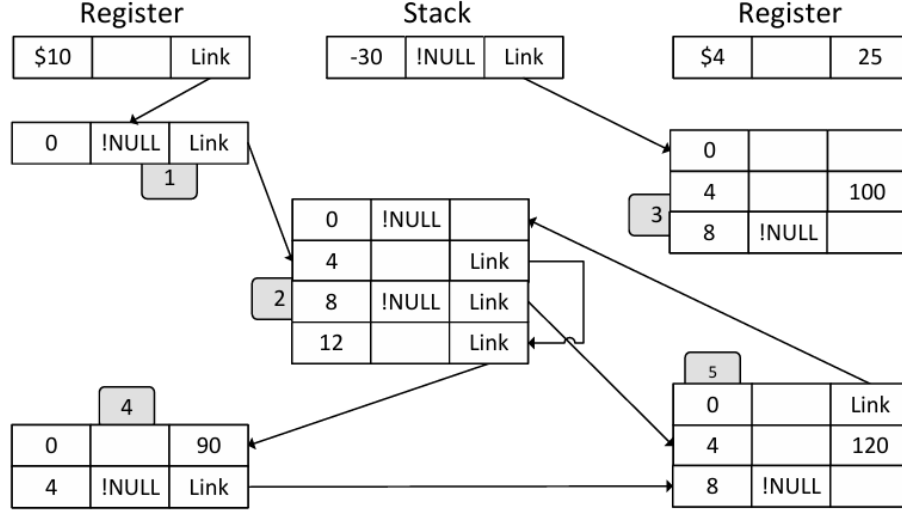 Register Stack Register
$10 Link -30 !NULL Link $4 25
0 !NULL Link
1
0
4 100
3
8 !NULL
0 !NULL
4 Link
2
8 !NULL Link
12 Link
4
0 90
4 !NULL Link
5
0 Link
4 120
8 !NULL